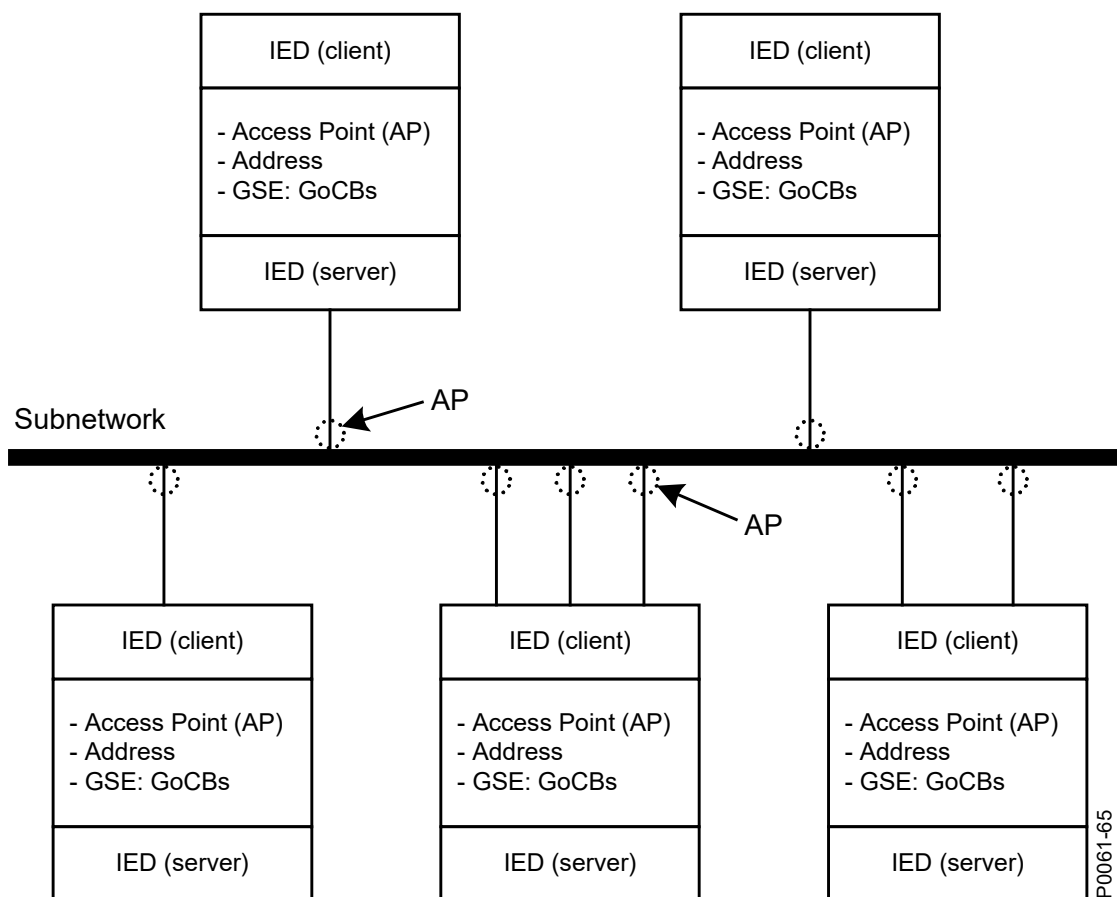 IED (client)
- Access Point (AP)
- Address
- GSE: GoCBs
IED (server)
IED (client)
- Access Point (AP)
- Address
- GSE: GoCBs
IED (server)
AP
Subnetwork
AP
IED (client)
- Access Point (AP)
- Address
- GSE: GoCBs
IED (server)
IED (client)
- Access Point (AP)
- Address
- GSE: GoCBs
IED (server)
IED (client)
- Access Point (AP)
- Address
- GSE: GoCBs
IED (server)
P0061-65